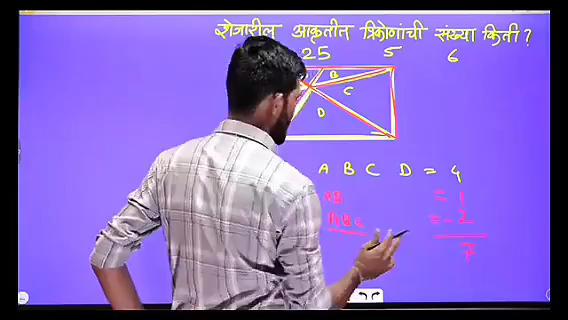 शेजारील आकृतीत त्रिकोणांची संख्या किती ?
25 5 6
B
C
D
A B C D = 4
AB = 1
ABC = 2
7